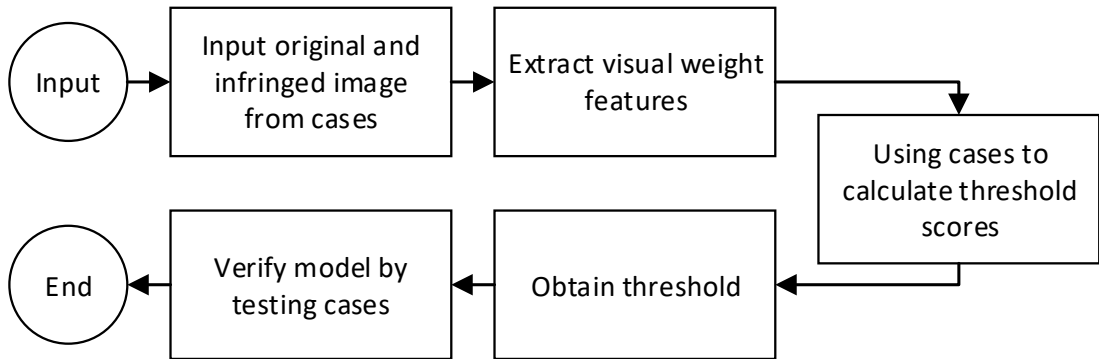 Input
Input original and
infringed image
from cases
Extract visual weight
features
Using cases to
calculate threshold
scores
Obtain threshold
Verify model by
testing cases
End